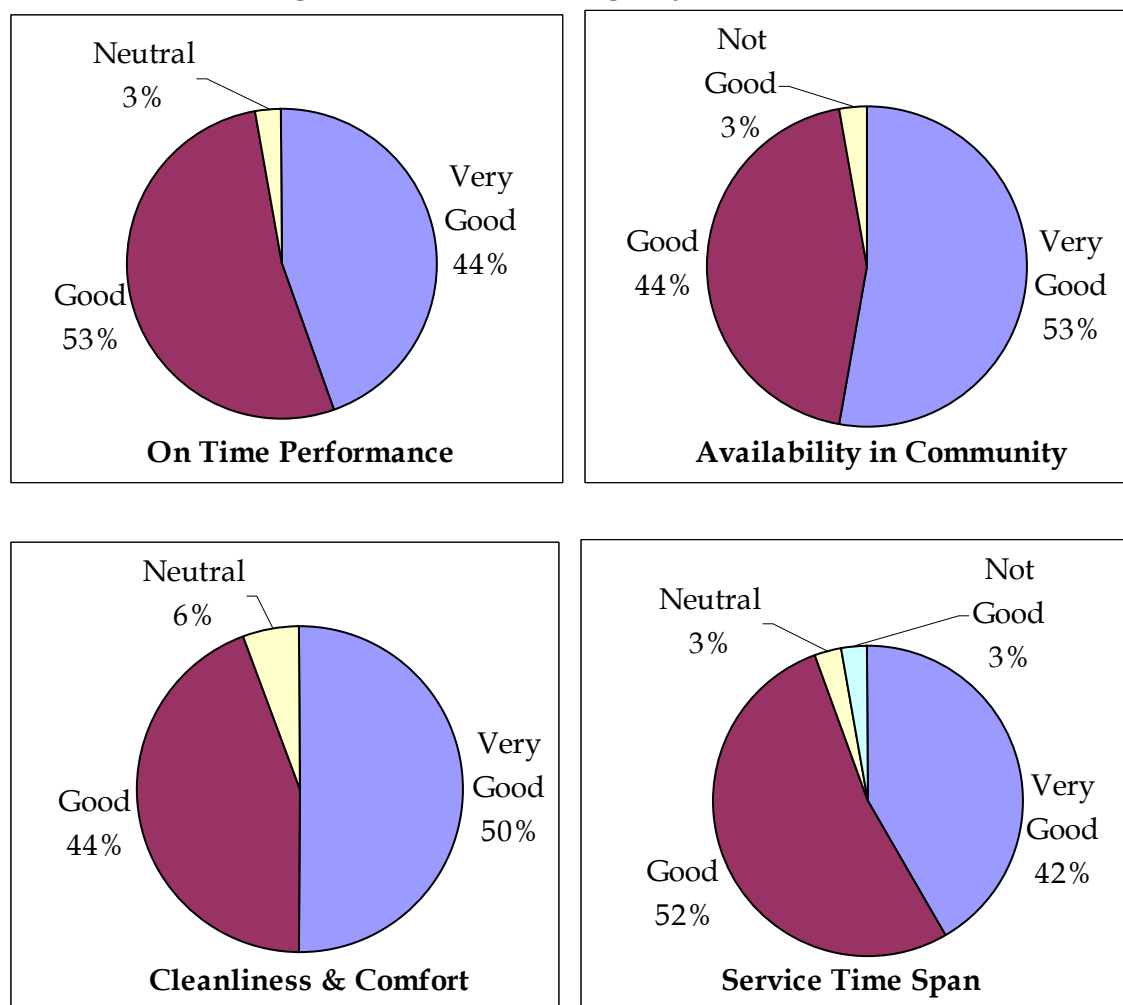 Neutral
3%
Very
Good
44%
Good
53%
On Time Performance
Not
Good
3%
Good
44%
Very
Good
53%
Availability in Community
Neutral
6%
Very
Good
50%
Good
44%
Cleanliness & Comfort
Not
Good
3%
Neutral
3%
Very
Good
42%
Good
52%
Service Time Span